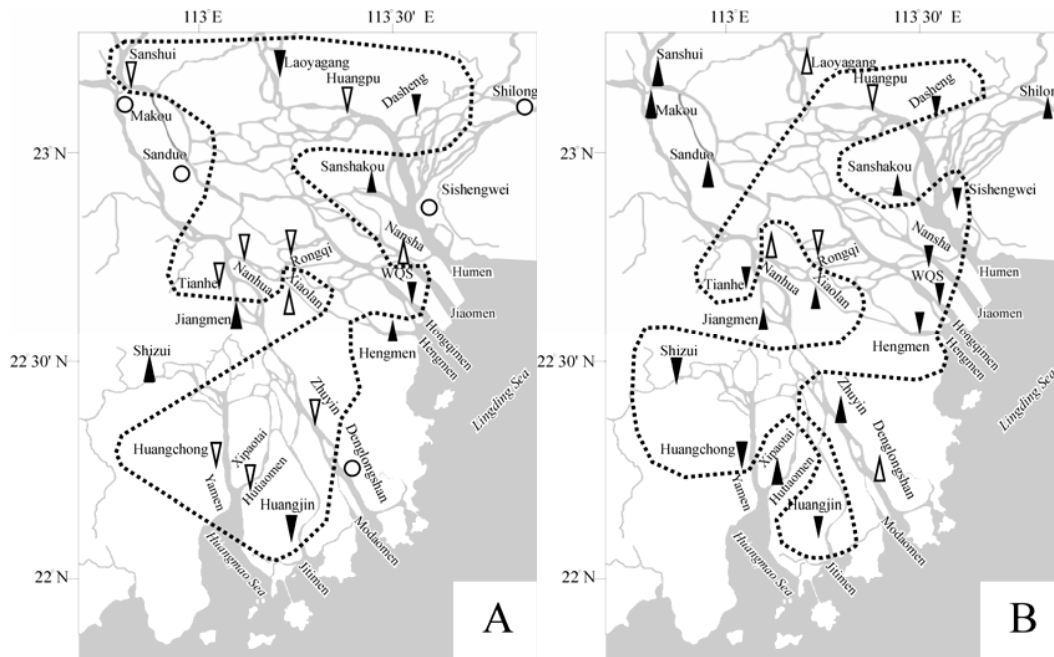 113°E
113°30' E
113°E
113°30' E
Sanshui
Laoyagang
Huangpu
Dasheng
Shilong
Makou
Sanduo
23° N
Sanshakou
Sishengwei
Nansha
Rongqi
Nanhua
Tianhe
Xiaolan
WQS
Humen
Jiaomen
Jiangmen
Hongqimen
Hengmen
Hengmen
22°30' N
Shizui
Zhuyin
Lingding Sea
Huangchong
Xipaotai
Hutiaomen
Denglongshan
Yamen
Huangjin
Modaomen
Huangmao Sea
Jitimen
22° N
A
Sanshui
Laoyagang
Huangpu
Dasheng
Shilong
Makou
Sanduo
23° N
Sanshakou
Sishengwei
Nansha
Rongqi
Nanhua
Tianhe
Xiaolan
WQS
Humen
Jiaomen
Jiangmen
Hongqimen
Hengmen
Hengmen
22°30' N
Shizui
Zhuyin
Lingding Sea
Huangchong
Xipaotai
Hutiaomen
Denglongshan
Yamen
Huangjin
Modaomen
Huangmao Sea
Jitimen
22° N
B